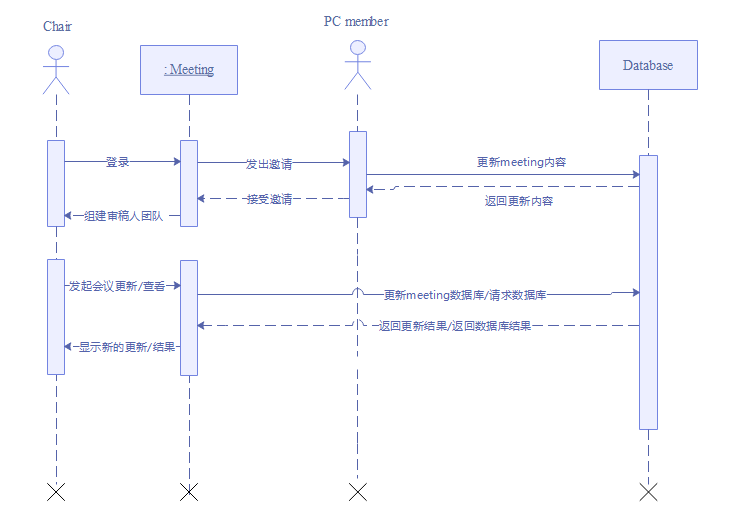 Chair
: Meeting
PC member
Database
登录
发出邀请
更新meeting内容
接受邀请
返回更新内容
组建审稿人团队
发起会议更新/查看
更新meeting数据库/请求数据库
返回更新结果/返回数据库结果
显示新的更新/结果